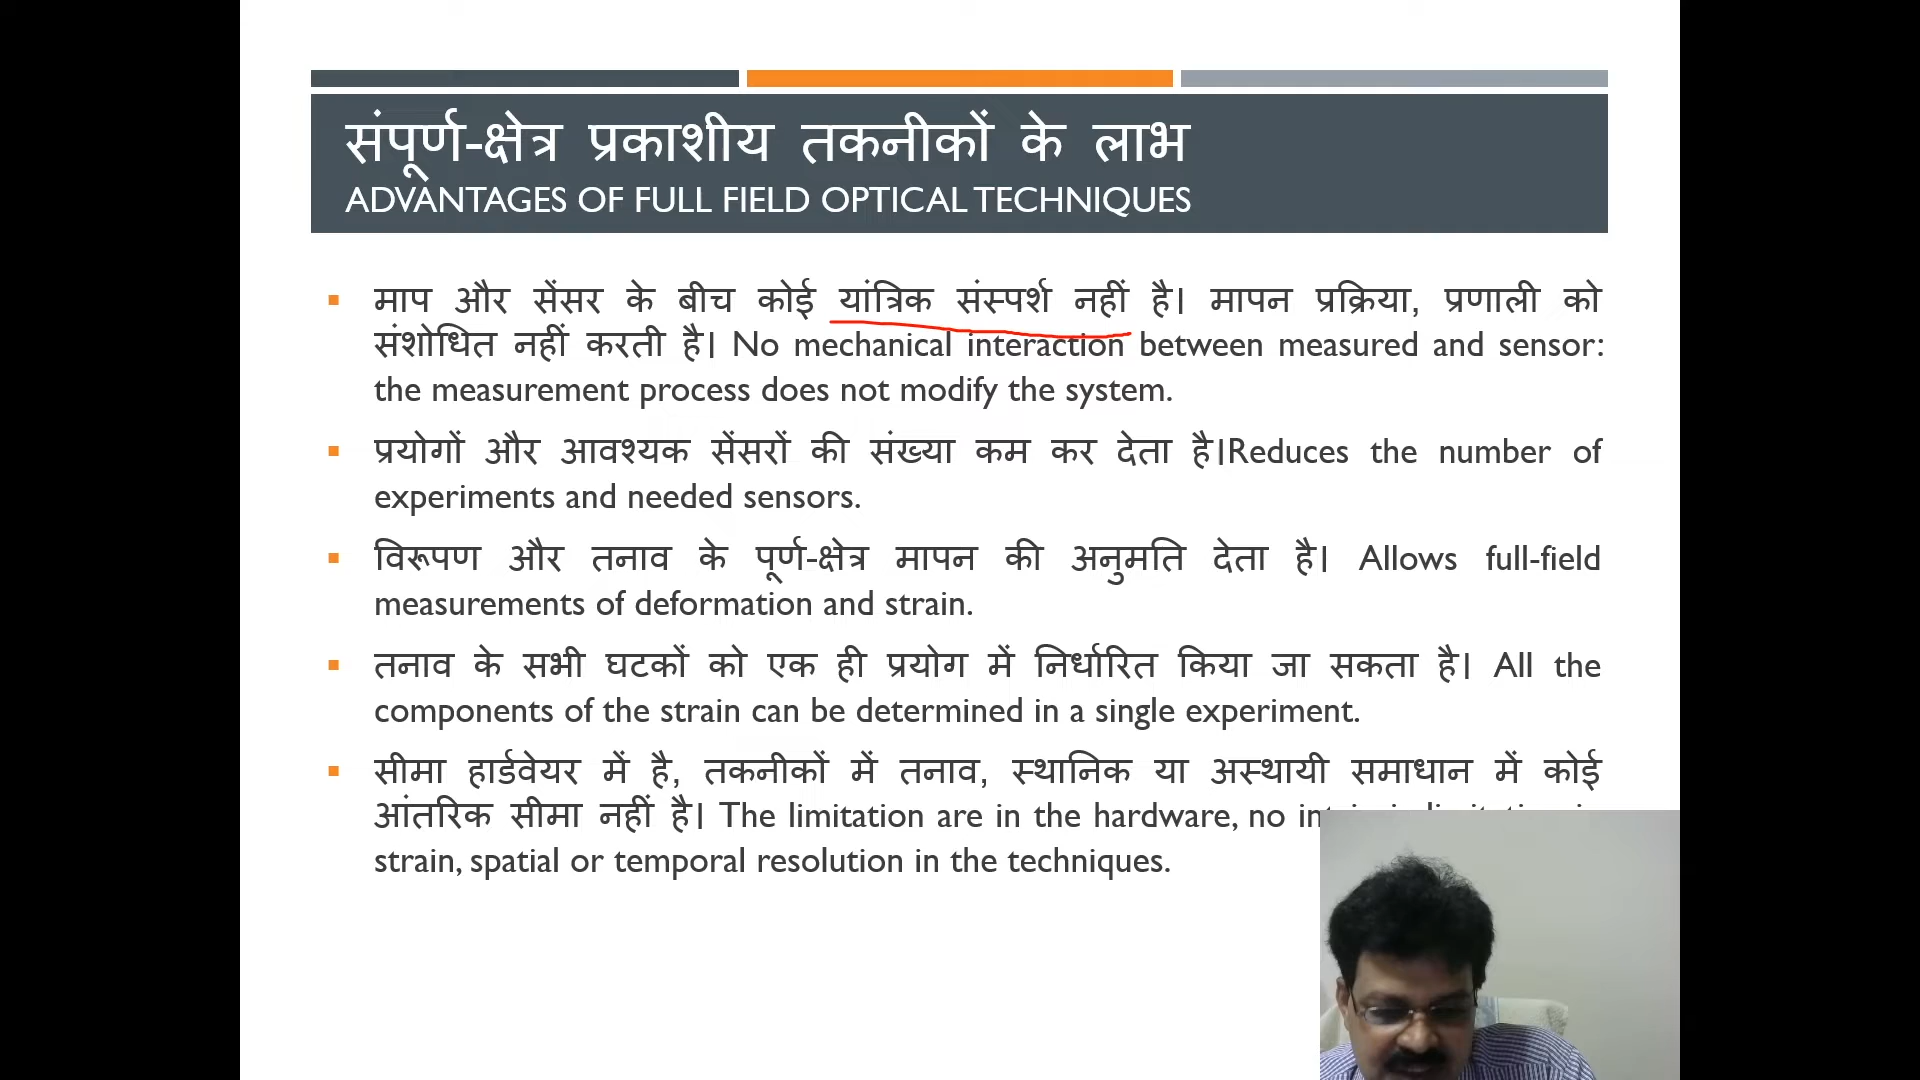 संपूर्ण-क्षेत्र प्रकाशीय तकनीकों के लाभ
ADVANTAGES OF FULL FIELD OPTICAL TECHNIQUES
माप और सेंसर के बीच कोई यांत्रिक संस्पर्श नहीं है। मापन प्रक्रिया, प्रणाली को
संशोधित नहीं करती है। No mechanical interaction between measured and sensor:
the measurement process does not modify the system.
प्रयोगों और आवश्यक सेंसरों की संख्या कम कर देता है।Reduces the number of
experiments and needed sensors.
विरूपण और तनाव के पूर्ण-क्षेत्र मापन की अनुमति देता है। Allows full-field
measurements of deformation and strain.
तनाव के सभी घटकों को एक ही प्रयोग में निर्धारित किया जा सकता है। All the
components of the strain can be determined in a single experiment.
सीमा हार्डवेयर में है, तकनीकों में तनाव, स्थानिक या अस्थायी समाधान में कोई
आंतरिक सीमा नहीं है। The limitation are in the hardware, no
strain, spatial or temporal resolution in the techniques.